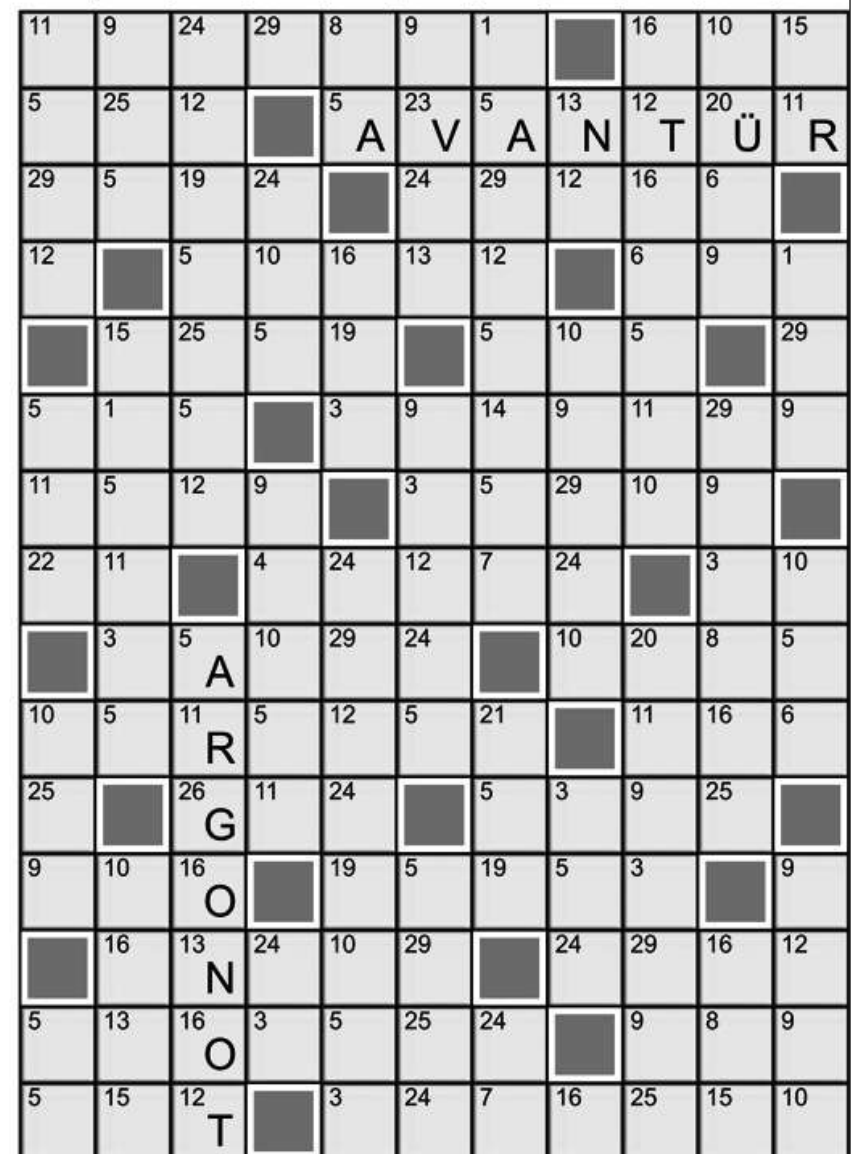 11 9 24 29 8 9 1 16 10 15
5 25 12 5 A 23 V 5 A 13 N 12 T 20 Ü 11 R
29 5 19 24 24 29 12 16 6
12 5 10 16 13 12 6 9 1
15 25 5 19 5 10 5 29
5 1 5 3 9 14 9 11 29 9
11 5 12 9 3 5 29 10 9
22 11 4 24 12 7 24 3 10
3 5 A 10 29 24 10 20 8 5
10 5 11 R 5 12 5 21 11 16 6
25 26 G 11 24 5 3 9 25
9 10 16 O 19 5 19 5 3 9
16 13 N 24 10 29 24 29 16 12
5 13 16 O 3 5 25 24 9 8 9
5 15 12 T 3 24 7 16 25 15 10